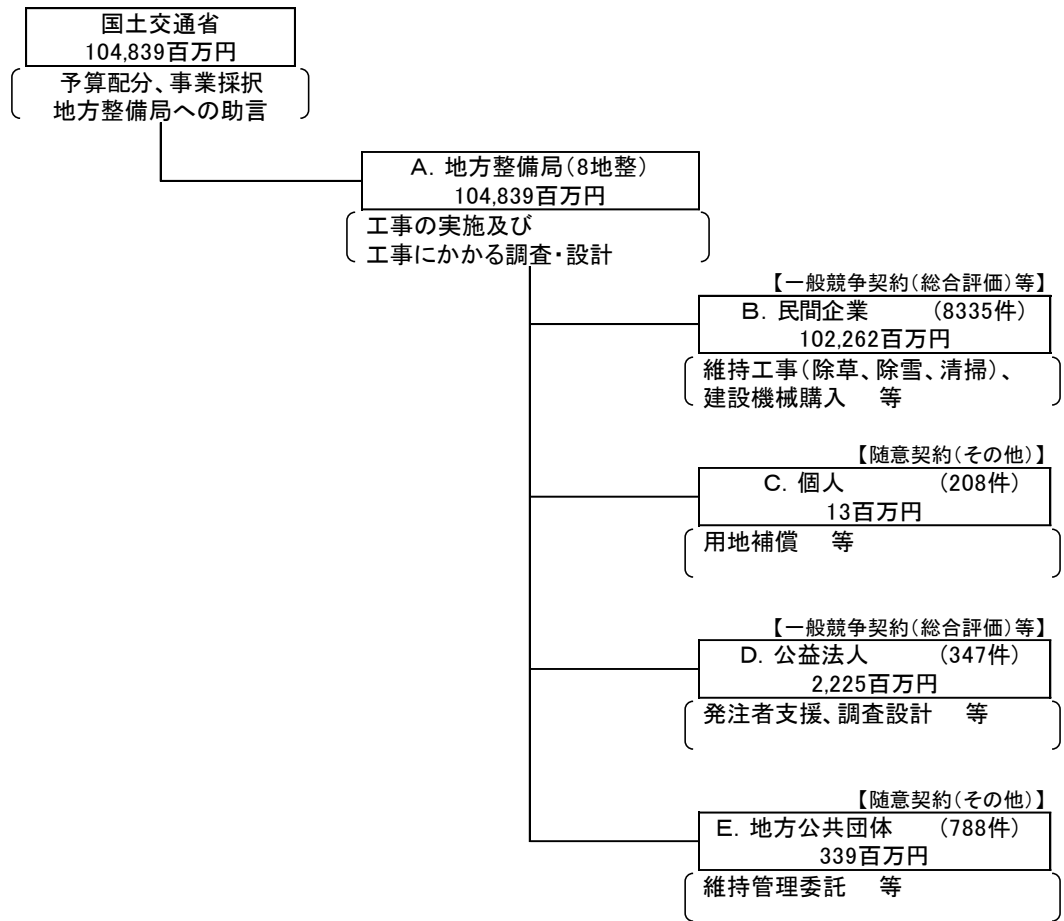 国土交通省
104,839百万円
予算配分、事業採択
地方整備局への助言
A．地方整備局（8地整）
104,839百万円
工事の実施及び
工事にかかる調査・設計
【一般競争契約（総合評価）等】
B．民間企業　（8335件）
102,262百万円
維持工事（除草、除雪、清掃）、
建設機械購入　等
【随意契約（その他）】
C．個人　（208件）
13百万円
用地補償　等
【一般競争契約（総合評価）等】
D．公益法人　（347件）
2,225百万円
発注者支援、調査設計　等
【随意契約（その他）】
E．地方公共団体　（788件）
339百万円
維持管理委託　等